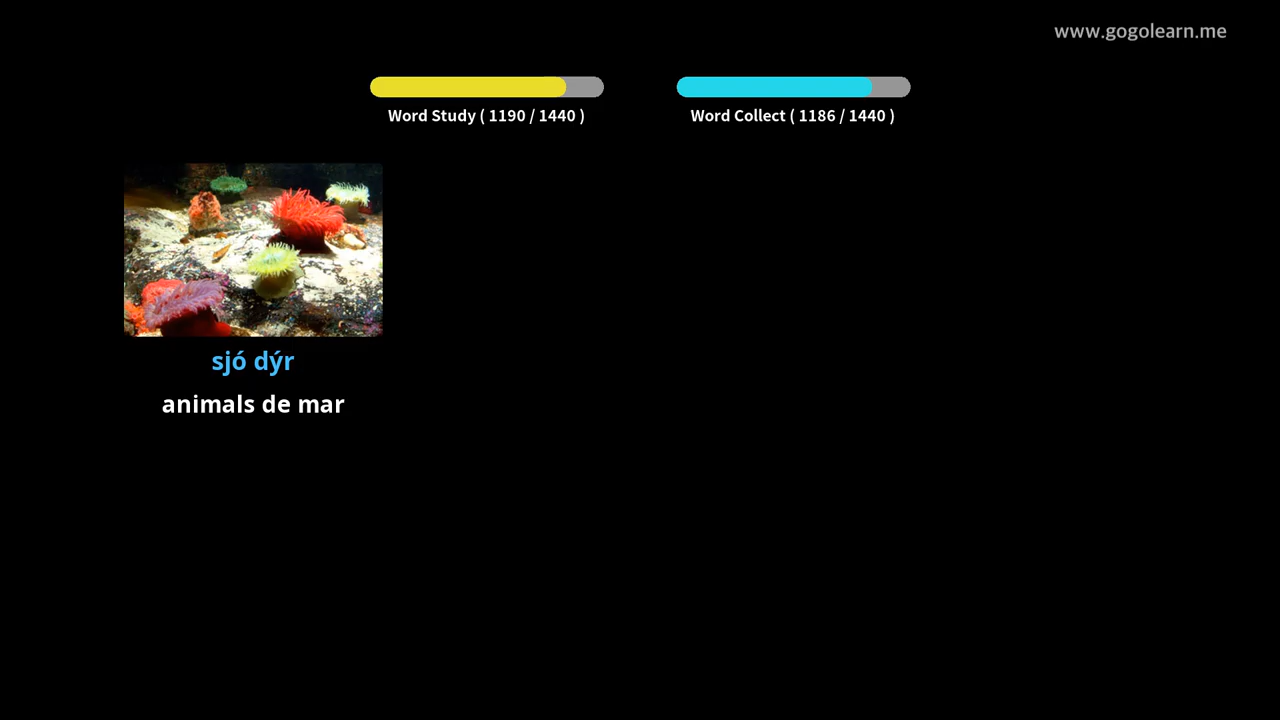 www.gogolearn.me
Word Study ( 1190 / 1440 )
Word Collect ( 1186 / 1440 )
sjó dýr
animals de mar